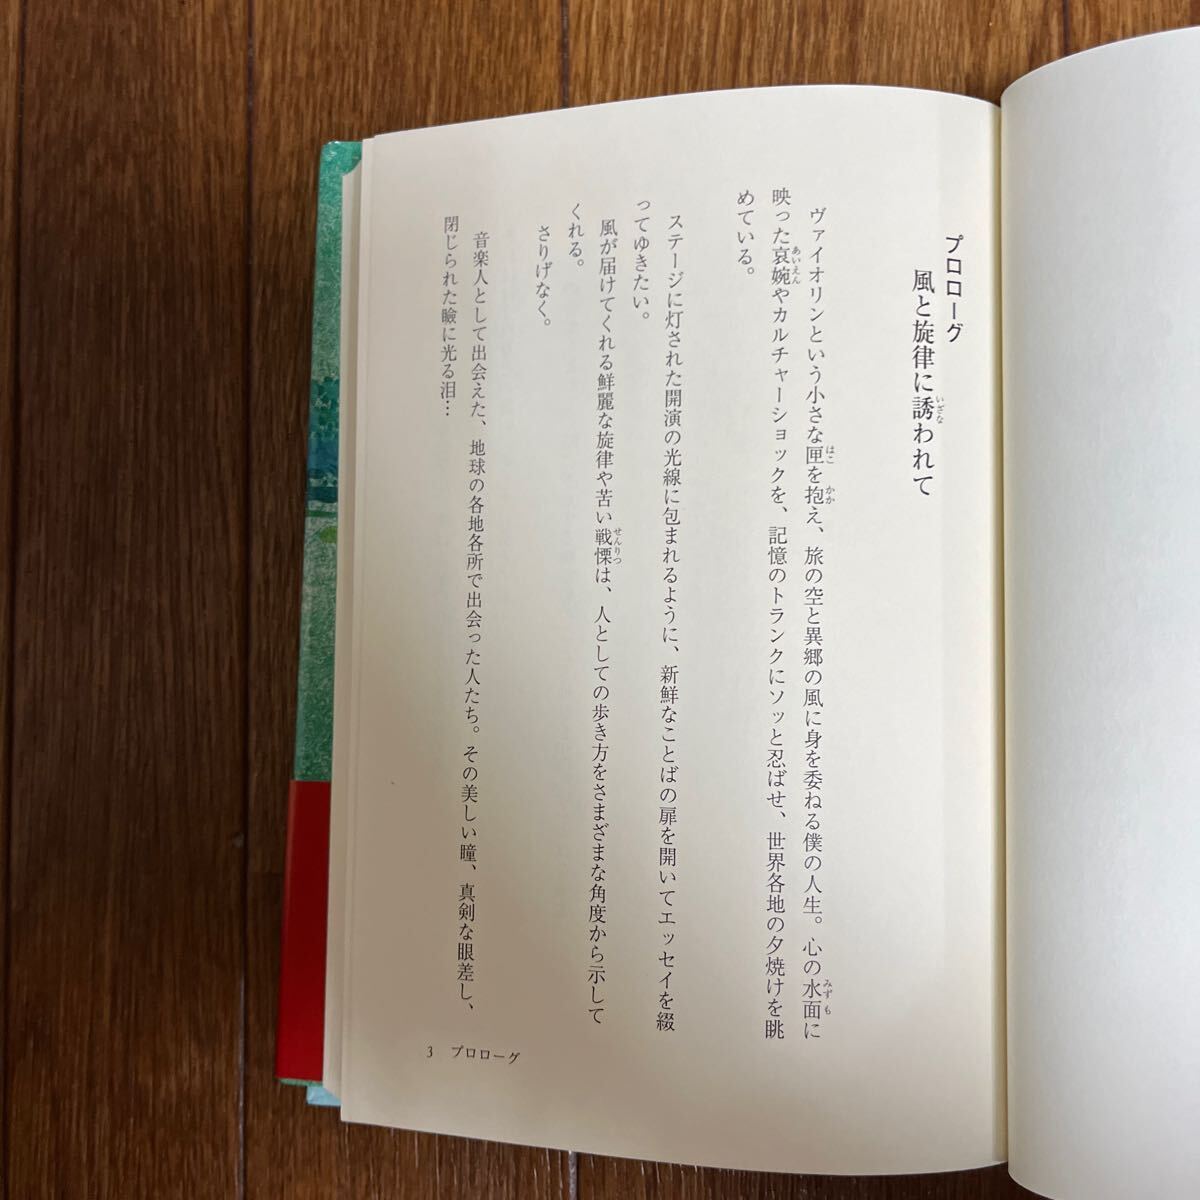 プロローグ
風と旋律に誘われて
ヴァイオリンという小さな匣を抱え、旅の空と異郷の風に身を委ねる僕の人生。心の水面に
映った哀婉やカルチャーショックを、記憶のトランクにソッと忍ばせ、世界各地の夕焼けを眺
めている。
ステージに灯された開演の光線に包まれるように、新鮮なことばの扉を開いてエッセイを綴
ってゆきたい。
風が届けてくれる鮮麗な旋律や苦い戦慄は、人としての歩き方をさまざまな角度から示して
くれる。
さりげなく。
音楽人として出会えた、地球の各地各所で出会った人たち。その美しい瞳、真剣な眼差し、
閉じられた瞼に光る泪…
3 プロローグ